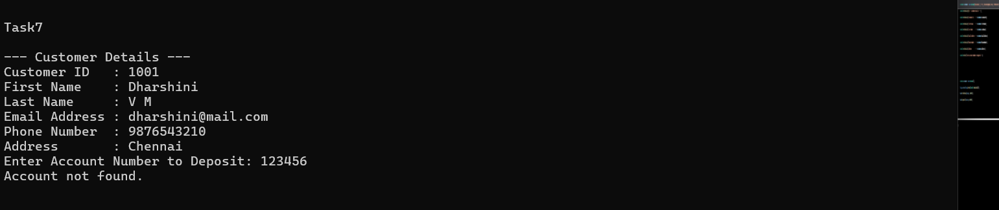 Task7
--- Customer Details ---
Customer ID   : 1001
First Name    : Dharshini
Last Name     : V M
Email Address : dharshini@mail.com
Phone Number  : 9876543210
Address       : Chennai
Enter Account Number to Deposit: 123456
Account not found.